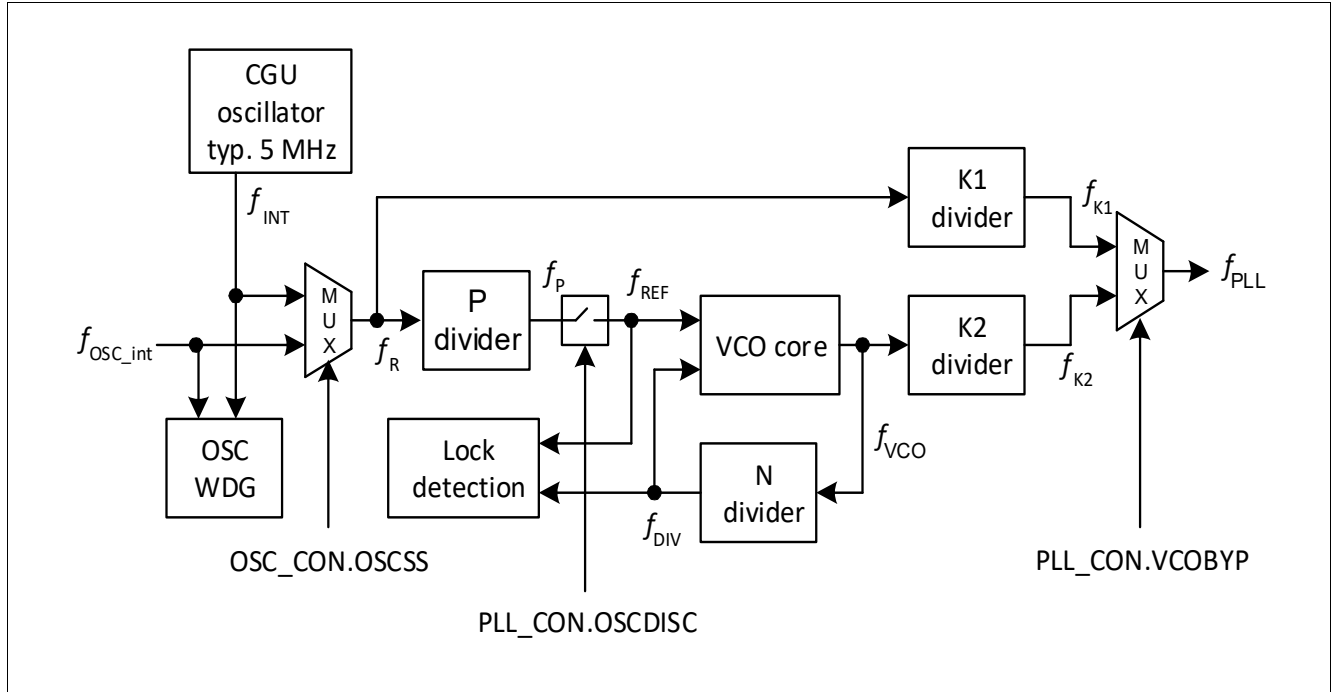 CGU
oscillator
typ. 5 MHz
f INT
K1
divider
f K1
M
U
X
f PLL
M
U
X
P
divider
f P
f REF
VCO core
K2
divider
f OSC_int
f R
f K2
OSC
WDG
Lock
detection
N
divider
f VCO
f DIV
OSC_CON.OSCSS
PLL_CON.VCOBYP
PLL_CON.OSCDISC